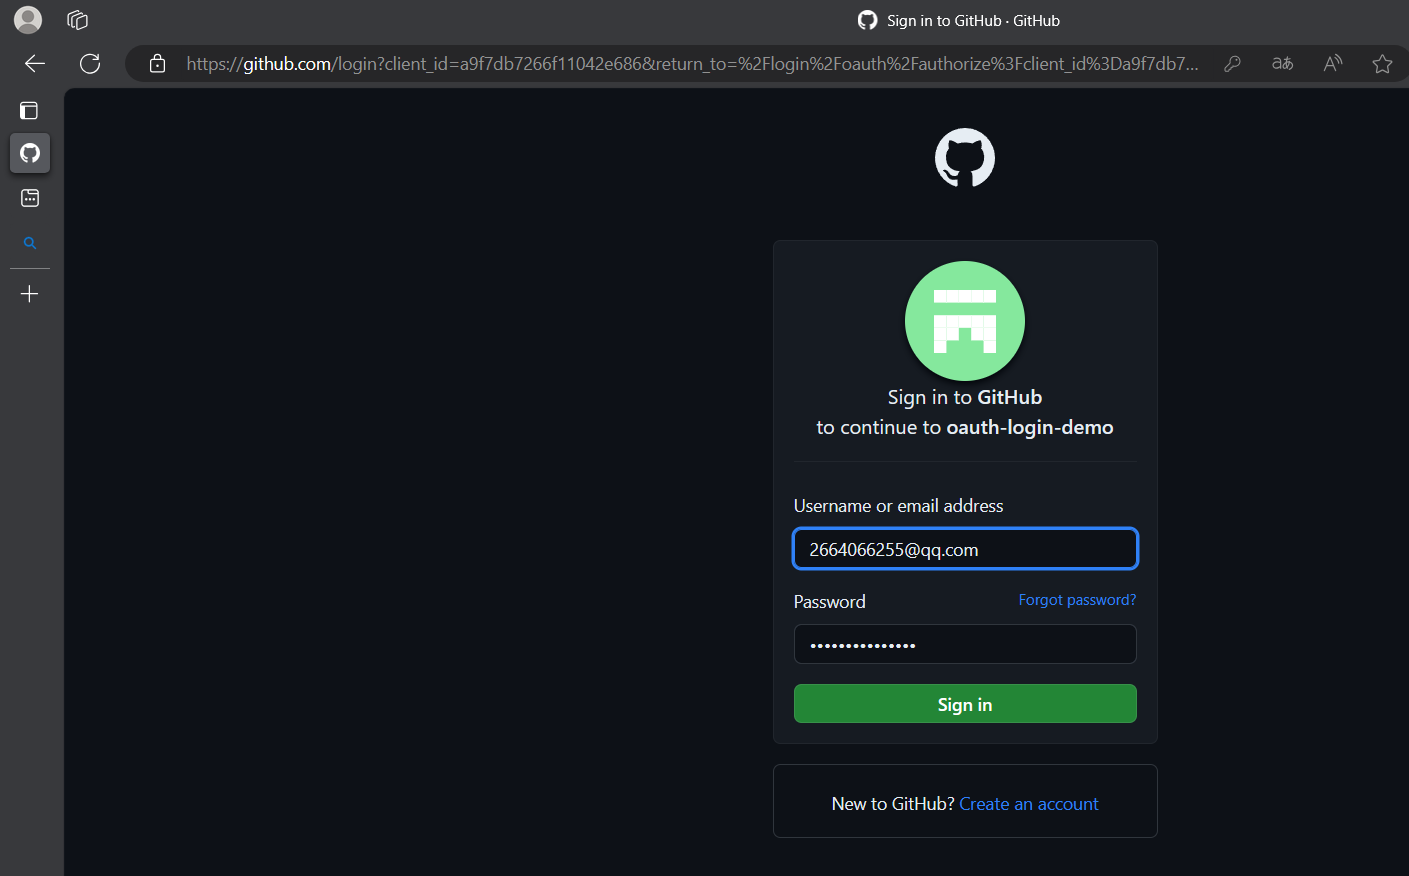 Sign in to GitHub · GitHub
https://github.com/login?client_id=a9f7db7266f11042e686&return_to=%2Flogin%2Foauth%2Fauthorize%3Fclient_id%3Da9f7db7...
aあ
A
Sign in to GitHub
to continue to oauth-login-demo
Username or email address
2664066255@qq.com
Password
Forgot password?
Sign in
New to GitHub? Create an account